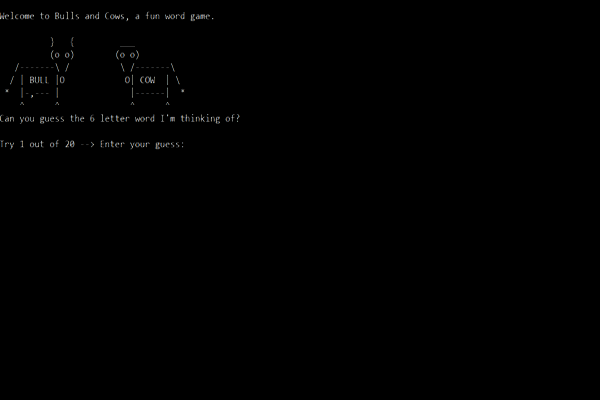 Welcome to Bulls and Cows, a fun word game.
BULL COW
Can you guess the 6 letter word I'm thinking of?
Try 1 out of 20 --> Enter your guess: